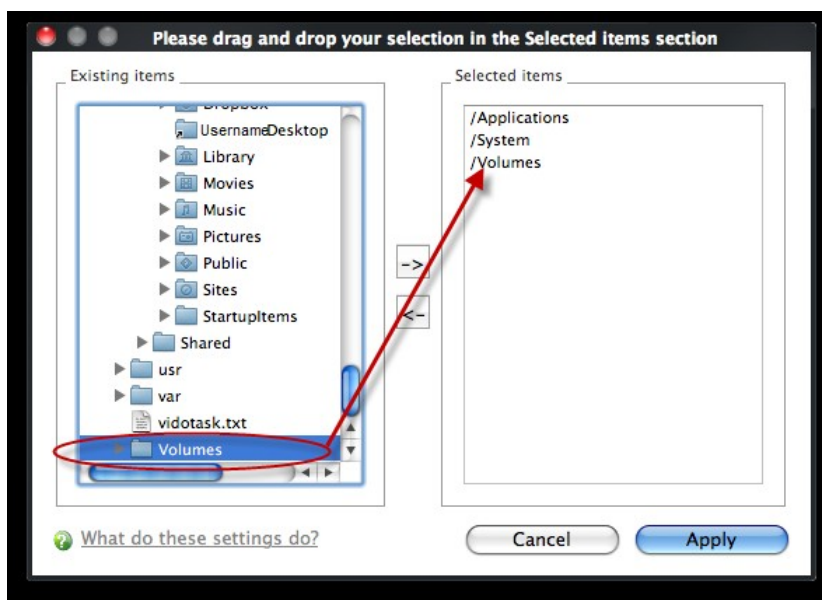 Please drag and drop your selection in the Selected items section
Existing items
Dropbox
UsernameDesktop
Library
Movies
Music
Pictures
Public
Sites
StartupItems
Shared
usr
var
vidotask.txt
Volumes
->
<-
Selected items
/Applications
/System
/Volumes
? What do these settings do?
Cancel
Apply